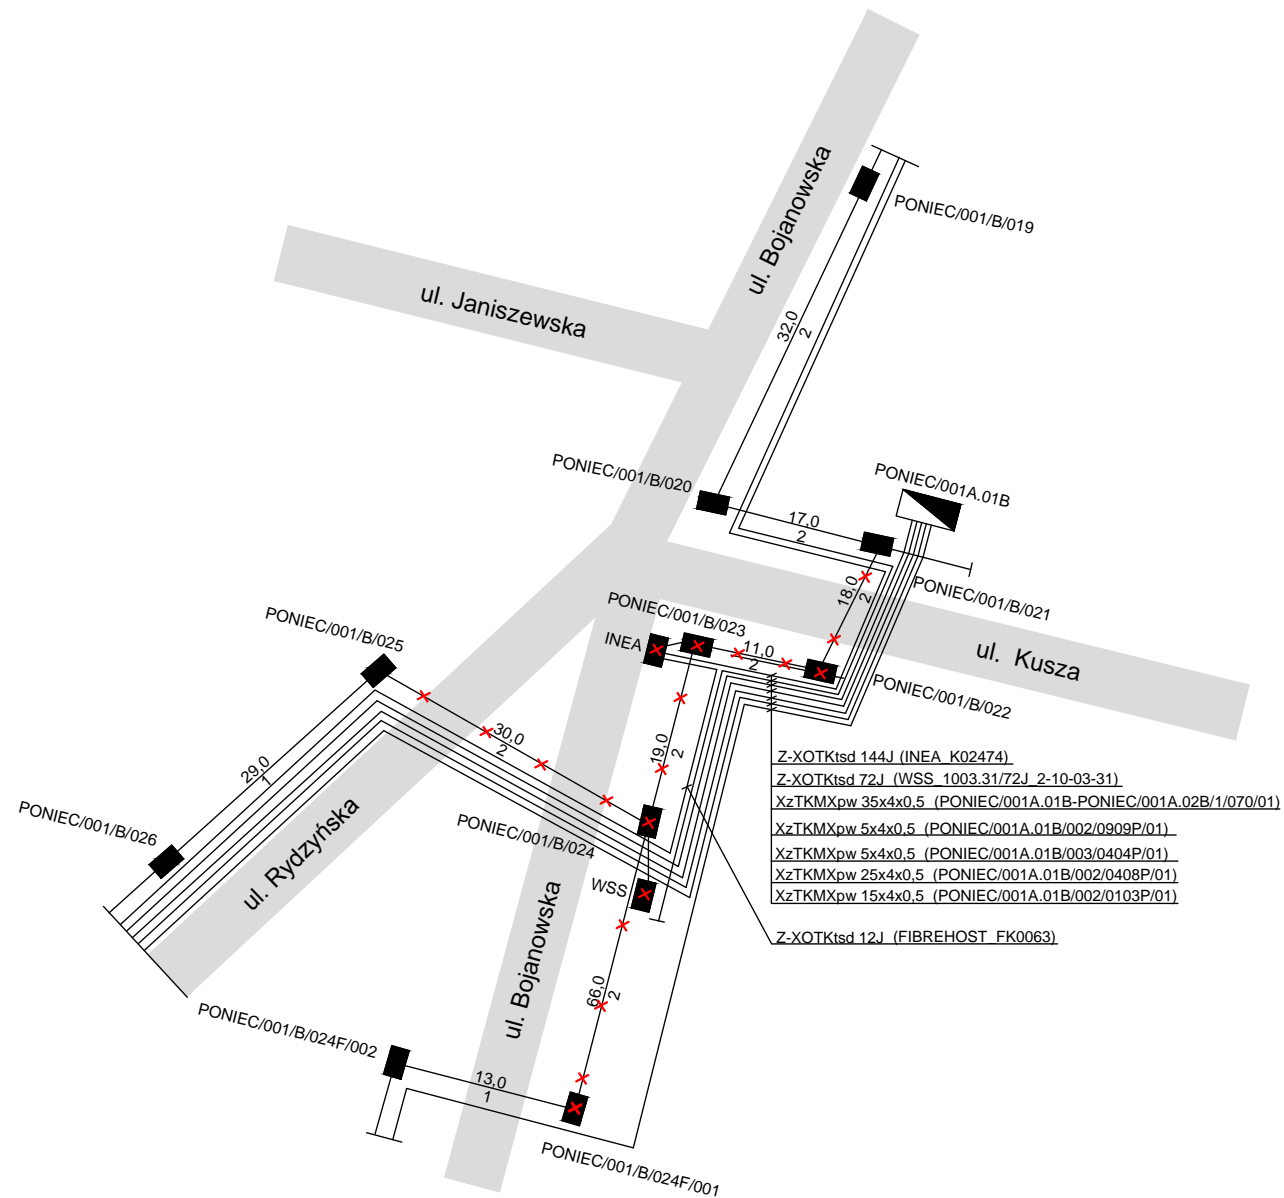 ul. Bojanowska
PONIEC/001/B/019
ul. Janiszewska
32,0
2
PONIEC/001/B/020
PONIEC/001A.01B
17,0
2
18,0
2
PONIEC/001/B/021
PONIEC/001/B/023
PONIEC/001/B/025
INEA
11,0
2
ul. Kusza
PONIEC/001/B/022
30,0
2
19,0
2
29,0
1
Z-XOTKtsd 144J (INEA_K02474)
Z-XOTKtsd 72J (WSS_1003.31/72J_2-10-03-31)
XzTKMXpw 35x4x0,5 (PONIEC/001A.01B-PONIEC/001A.02B/1/070/01)
XzTKMXpw 5x4x0,5 (PONIEC/001A.01B/002/0909P/01)
XzTKMXpw 5x4x0,5 (PONIEC/001A.01B/003/0404P/01)
XzTKMXpw 25x4x0,5 (PONIEC/001A.01B/002/0408P/01)
XzTKMXpw 15x4x0,5 (PONIEC/001A.01B/002/0103P/01)
Z-XOTKtsd 12J (FIBREHOST_FK0063)
PONIEC/001/B/026
PONIEC/001/B/024
ul. Rydzyńska
WSS
ul. Bojanowska
66,0
2
PONIEC/001/B/024F/002
13,0
1
PONIEC/001/B/024F/001